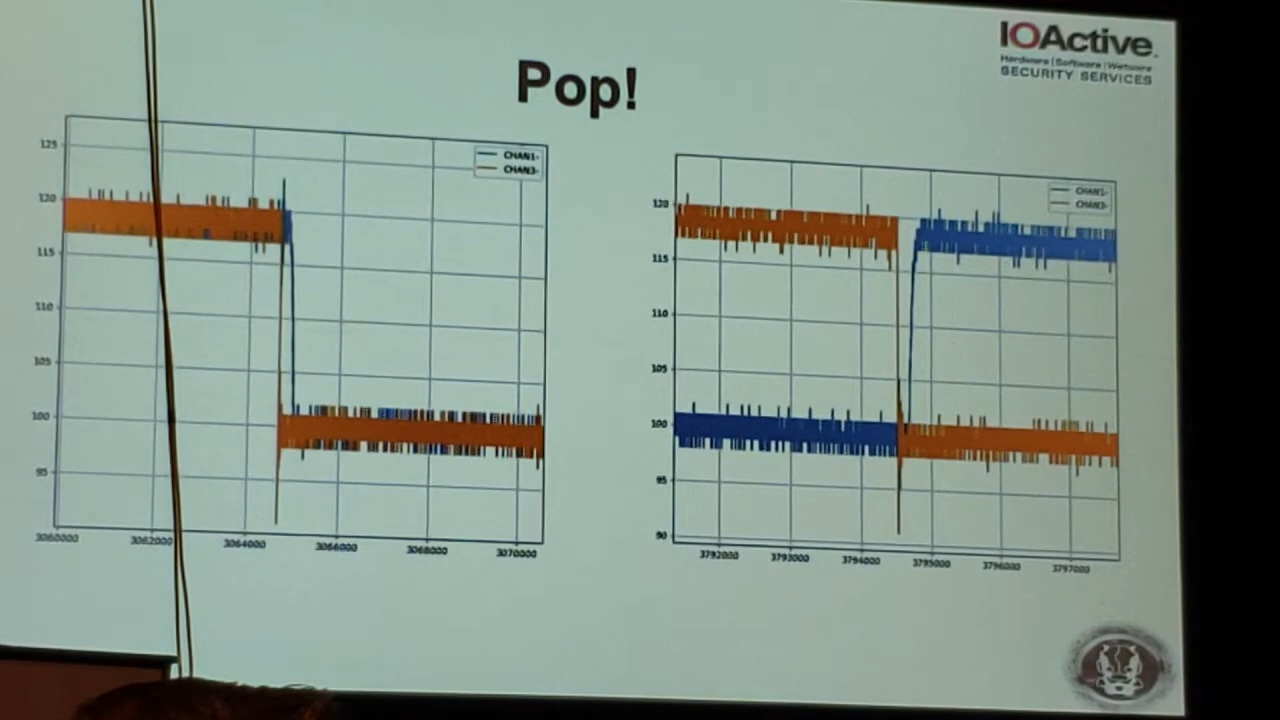 IOActive
Hardware | Software | Wetware
SECURITY SERVICES
Pop!
CHAN1-
CHAN3-
125
120
115
110
105
100
95
3060000 3062000 3064000 3066000 3068000 3070000
CHAN1-
CHAN3-
120
115
110
105
100
95
90
3792000 3793000 3794000 3795000 3796000 3797000